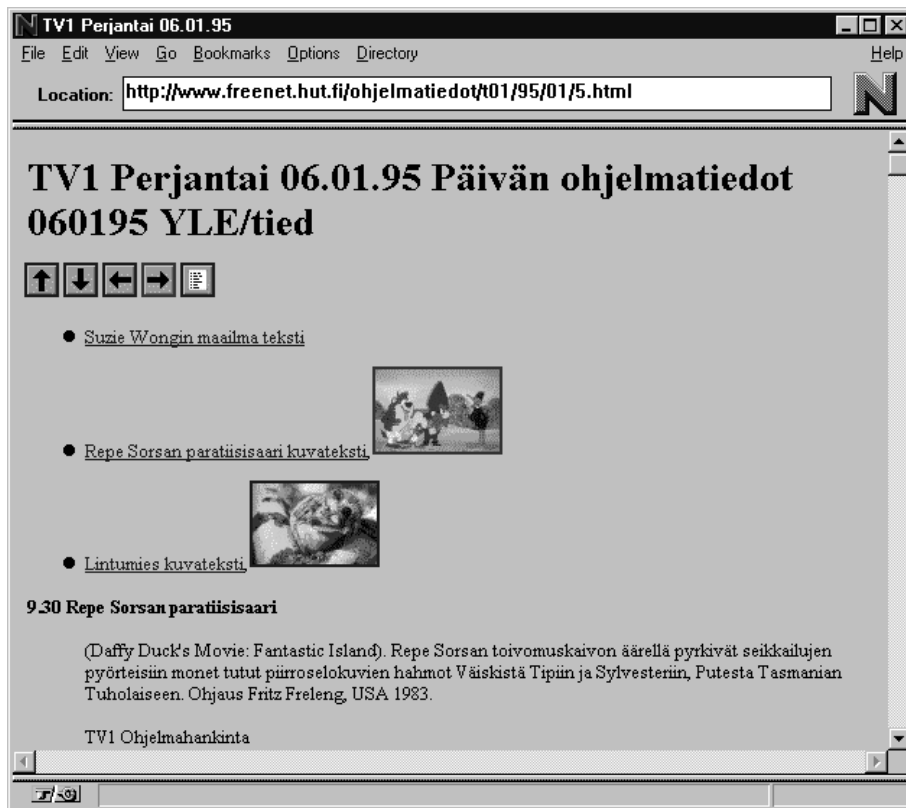 N TV1 Perjantai 06.01.95
File Edit View Go Bookmarks Options Directory Help
Location: http://www.freenet.hut.fi/ohjelmatiedot/t01/95/01/5.html N
TV1 Perjantai 06.01.95 Päivän ohjelmatiedot
060195 YLE/tied
Suzie Wongin maailma teksti
Repe Sorsan paratiisisaari kuvateksti,
Lintumies kuvateksti,
9.30 Repe Sorsan paratiisisaari
(Daffy Duck's Movie: Fantastic Island). Repe Sorsan toivomuskaivon äärellä pyrkivät seikkailujen
pyörteisiin monet tutut piirroselokuvien hahmot Väiskistä Tipiin ja Sylvesteriin, Putesta Tasmanian
Tuholaiseen. Ohjaus Fritz Freleng, USA 1983.
TV1 Ohjelmahankinta